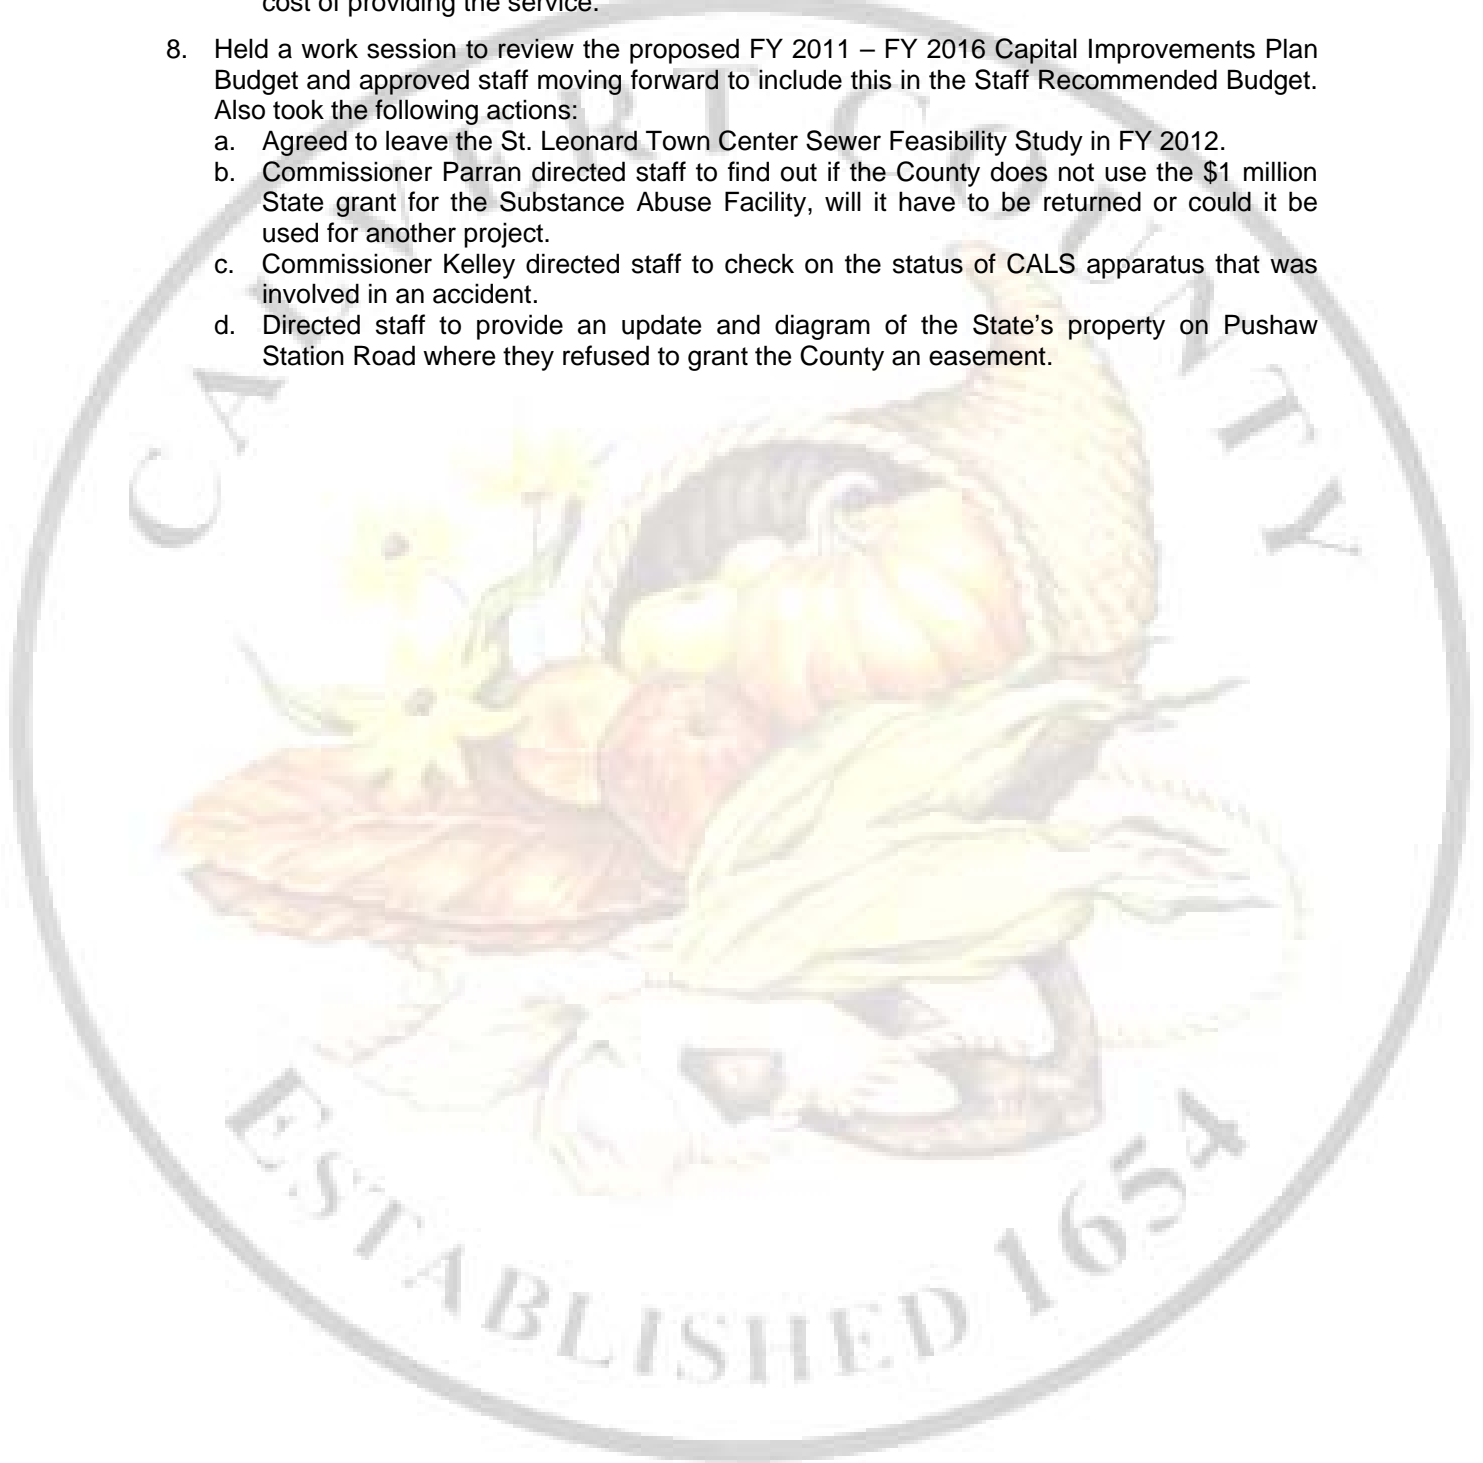 cost of providing the service.
8. Held a work session to review the proposed FY 2011 – FY 2016 Capital Improvements Plan
Budget and approved staff moving forward to include this in the Staff Recommended Budget.
Also took the following actions:
a. Agreed to leave the St. Leonard Town Center Sewer Feasibility Study in FY 2012.
b. Commissioner Parran directed staff to find out if the County does not use the $1 million
State grant for the Substance Abuse Facility, will it have to be returned or could it be
used for another project.
c. Commissioner Kelley directed staff to check on the status of CALS apparatus that was
involved in an accident.
d. Directed staff to provide an update and diagram of the State’s property on Pushaw
Station Road where they refused to grant the County an easement.
CALVERT COUNTY
ESTABLISHED 1654